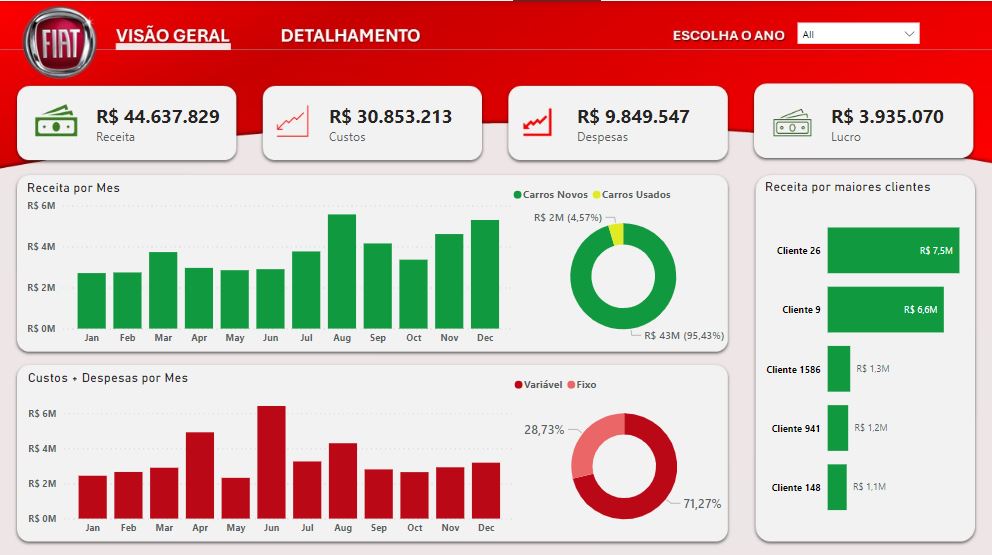 FIAT
VISÃO GERAL
DETALHAMENTO
ESCOLHA O ANO
All
R$ 44.637.829
Receita
R$ 30.853.213
Custos
R$ 9.849.547
Despesas
R$ 3.935.070
Lucro
Receita por Mes
R$ 6M
R$ 4M
R$ 2M
R$ 0M
Jan Feb Mar Apr May Jun Jul Aug Sep Oct Nov Dec
Carros Novos Carros Usados
R$ 2M (4,57%)
R$ 43M (95,43%)
Receita por maiores clientes
Cliente 26 R$ 7,5M
Cliente 9 R$ 6,6M
Cliente 1586 R$ 1,3M
Cliente 941 R$ 1,2M
Cliente 148 R$ 1,1M
Custos + Despesas por Mes
R$ 6M
R$ 4M
R$ 2M
R$ 0M
Jan Feb Mar Apr May Jun Jul Aug Sep Oct Nov Dec
Variável Fixo
28,73%
71,27%